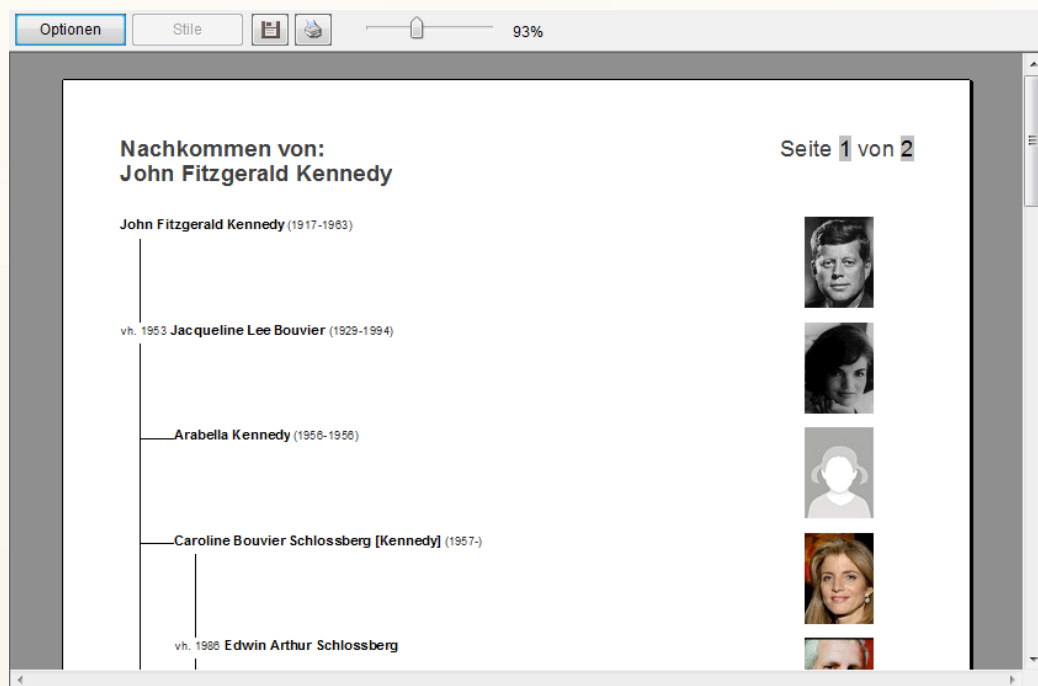 Optionen
Stile
93%
Nachkommen von:
John Fitzgerald Kennedy
Seite 1 von 2
John Fitzgerald Kennedy (1917-1963)
vh. 1953 Jacqueline Lee Bouvier (1929-1994)
Arabella Kennedy (1956-1956)
Caroline Bouvier Schlossberg [Kennedy] (1957-)
vh. 1986 Edwin Arthur Schlossberg